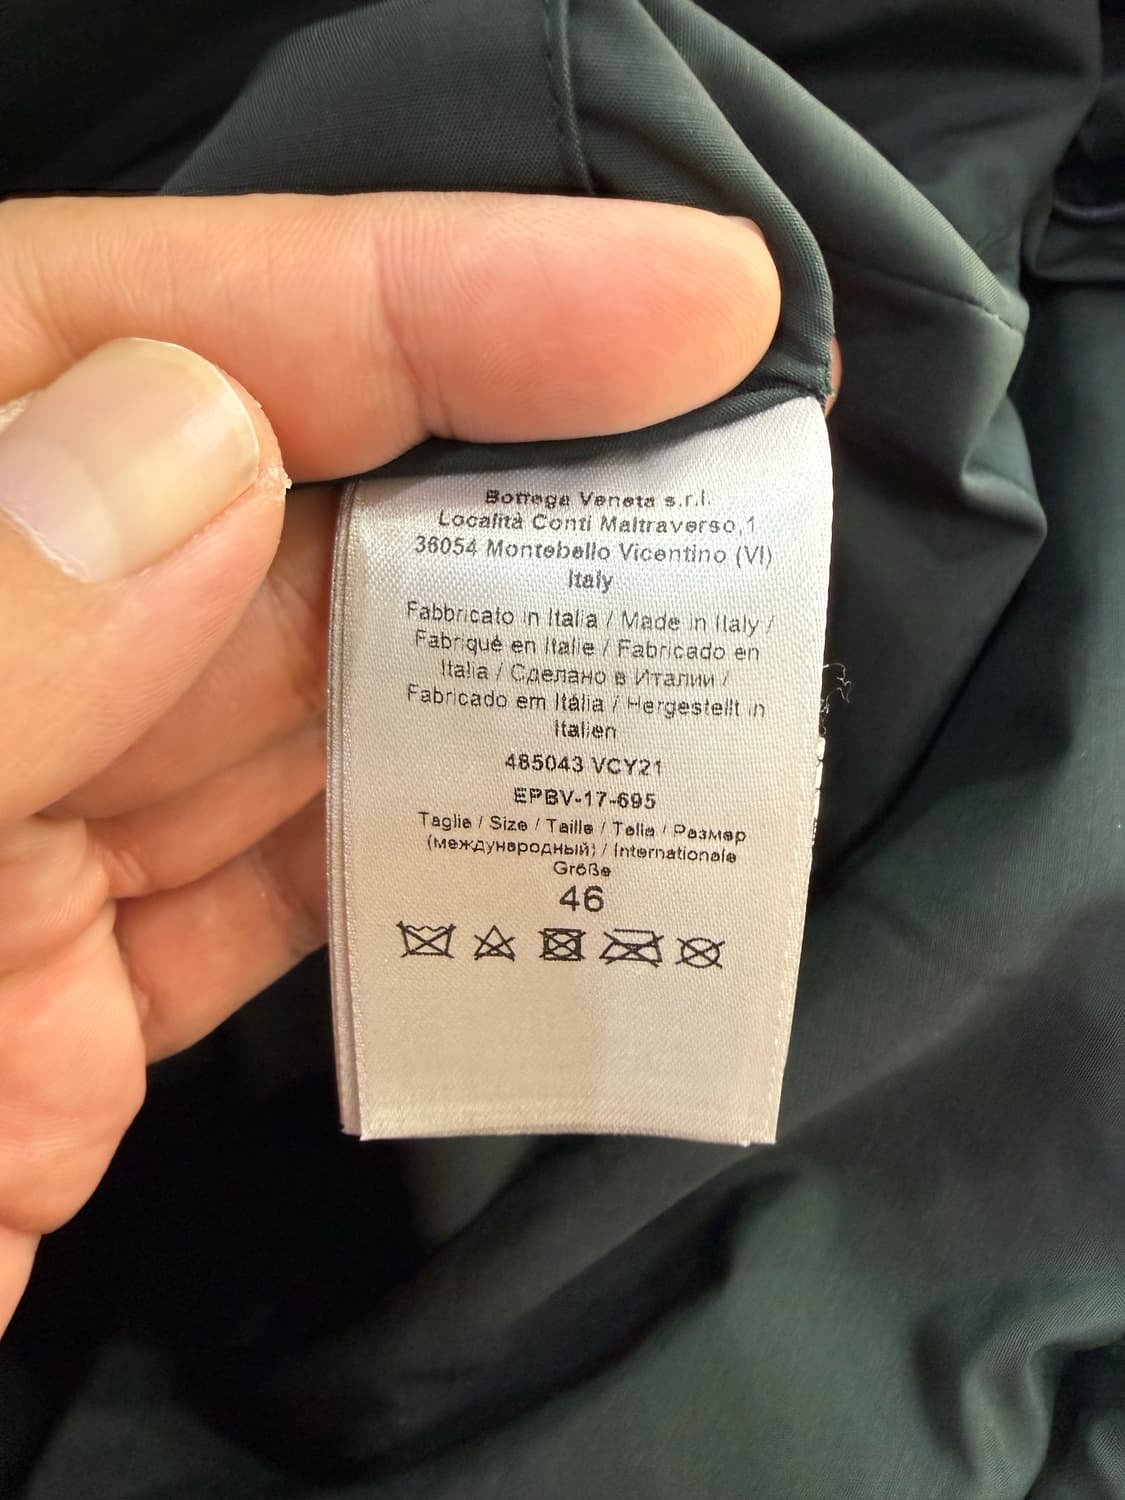 Bottega Veneta s.r.l.
Località Conti Maltraverso,1
36054 Montebello Vicentino (VI)
Italy
Fabbricato in Italia / Made in Italy /
Fabriqué en Italie / Fabricado en
Italia / Сделано в Италии /
Fabricado em Itália / Hergestellt in
Italien
485043 VCY21
EPBV-17-695
Taglia / Size / Taille / Talla / Размер
(международный) / Internationale
Größe
46